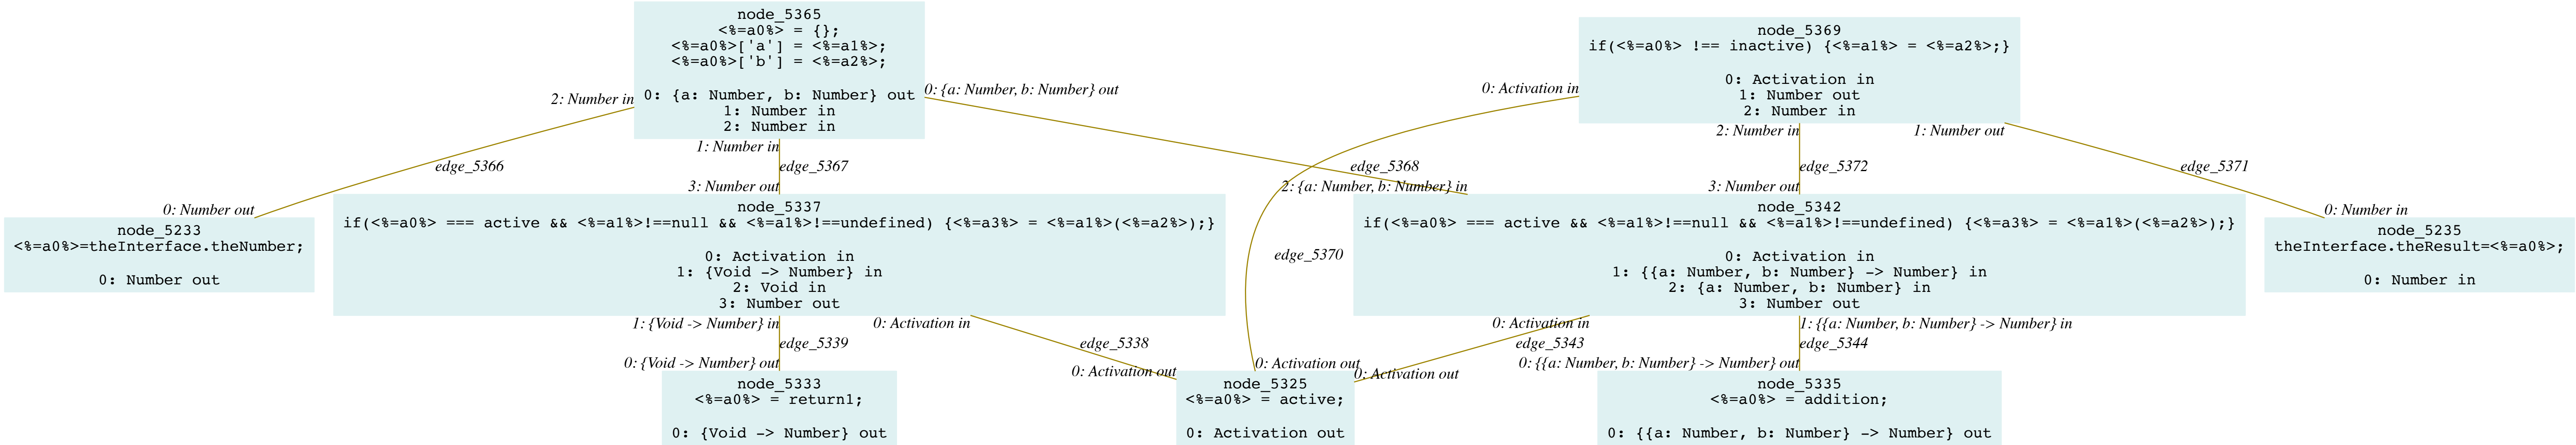 node_5365
<%=a0%> = {};
<%=a0%>['a'] = <%=a1%>;
<%=a0%>['b'] = <%=a2%>;
0: {a: Number, b: Number} out
1: Number in
2: Number in
node_5369
if(<%=a0%> !== inactive) {<%=a1%> = <%=a2%>;}
0: Activation in
1: Number out
2: Number in
2: Number in
0: {a: Number, b: Number} out
0: Activation in
1: Number in
2: Number in
1: Number out
edge_5366
edge_5367
edge_5368
edge_5372
edge_5371
0: Number out
3: Number out
2: {a: Number, b: Number} in
3: Number out
0: Number in
node_5233
<%=a0%>=theInterface.theNumber;
0: Number out
node_5337
if(<%=a0%> === active && <%=a1%>!==null && <%=a1%>!==undefined) {<%=a3%> = <%=a1%>(<%=a2%>);}
0: Activation in
1: {Void -> Number} in
2: Void in
3: Number out
edge_5370
node_5342
if(<%=a0%> === active && <%=a1%>!==null && <%=a1%>!==undefined) {<%=a3%> = <%=a1%>(<%=a2%>);}
0: Activation in
1: {{a: Number, b: Number} -> Number} in
2: {a: Number, b: Number} in
3: Number out
node_5235
theInterface.theResult=<%=a0%>;
0: Number in
1: {Void -> Number} in
0: Activation in
0: Activation in
1: {{a: Number, b: Number} -> Number} in
edge_5339
edge_5338
edge_5343
edge_5344
0: {Void -> Number} out
0: Activation out
0: Activation out
0: Activation out
0: {{a: Number, b: Number} -> Number} out
node_5333
<%=a0%> = return1;
0: {Void -> Number} out
node_5325
<%=a0%> = active;
0: Activation out
node_5335
<%=a0%> = addition;
0: {{a: Number, b: Number} -> Number} out